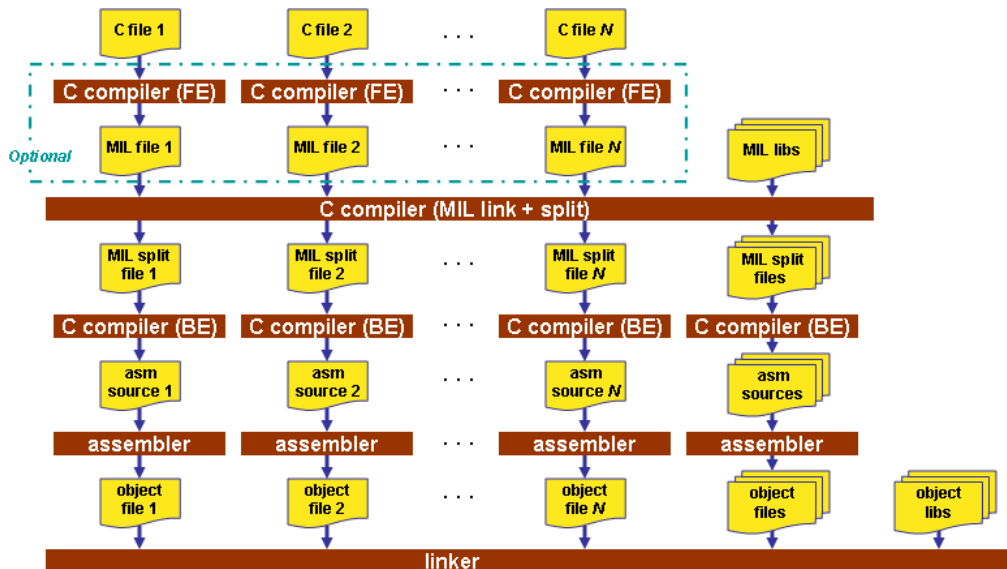 C file 1
C file 2
. . .
C file N
C compiler (FE)
C compiler (FE)
. . .
C compiler (FE)
Optional
MIL file 1
MIL file 2
. . .
MIL file N
MIL libs
C compiler (MIL link + split)
MIL split
file 1
MIL split
file 2
. . .
MIL split
file N
MIL split
files
C compiler (BE)
C compiler (BE)
. . .
C compiler (BE)
C compiler (BE)
asm
source 1
asm
source 2
. . .
asm
source N
asm
sources
assembler
assembler
. . .
assembler
assembler
object
file 1
object
file 2
. . .
object
file N
object
files
object
libs
linker